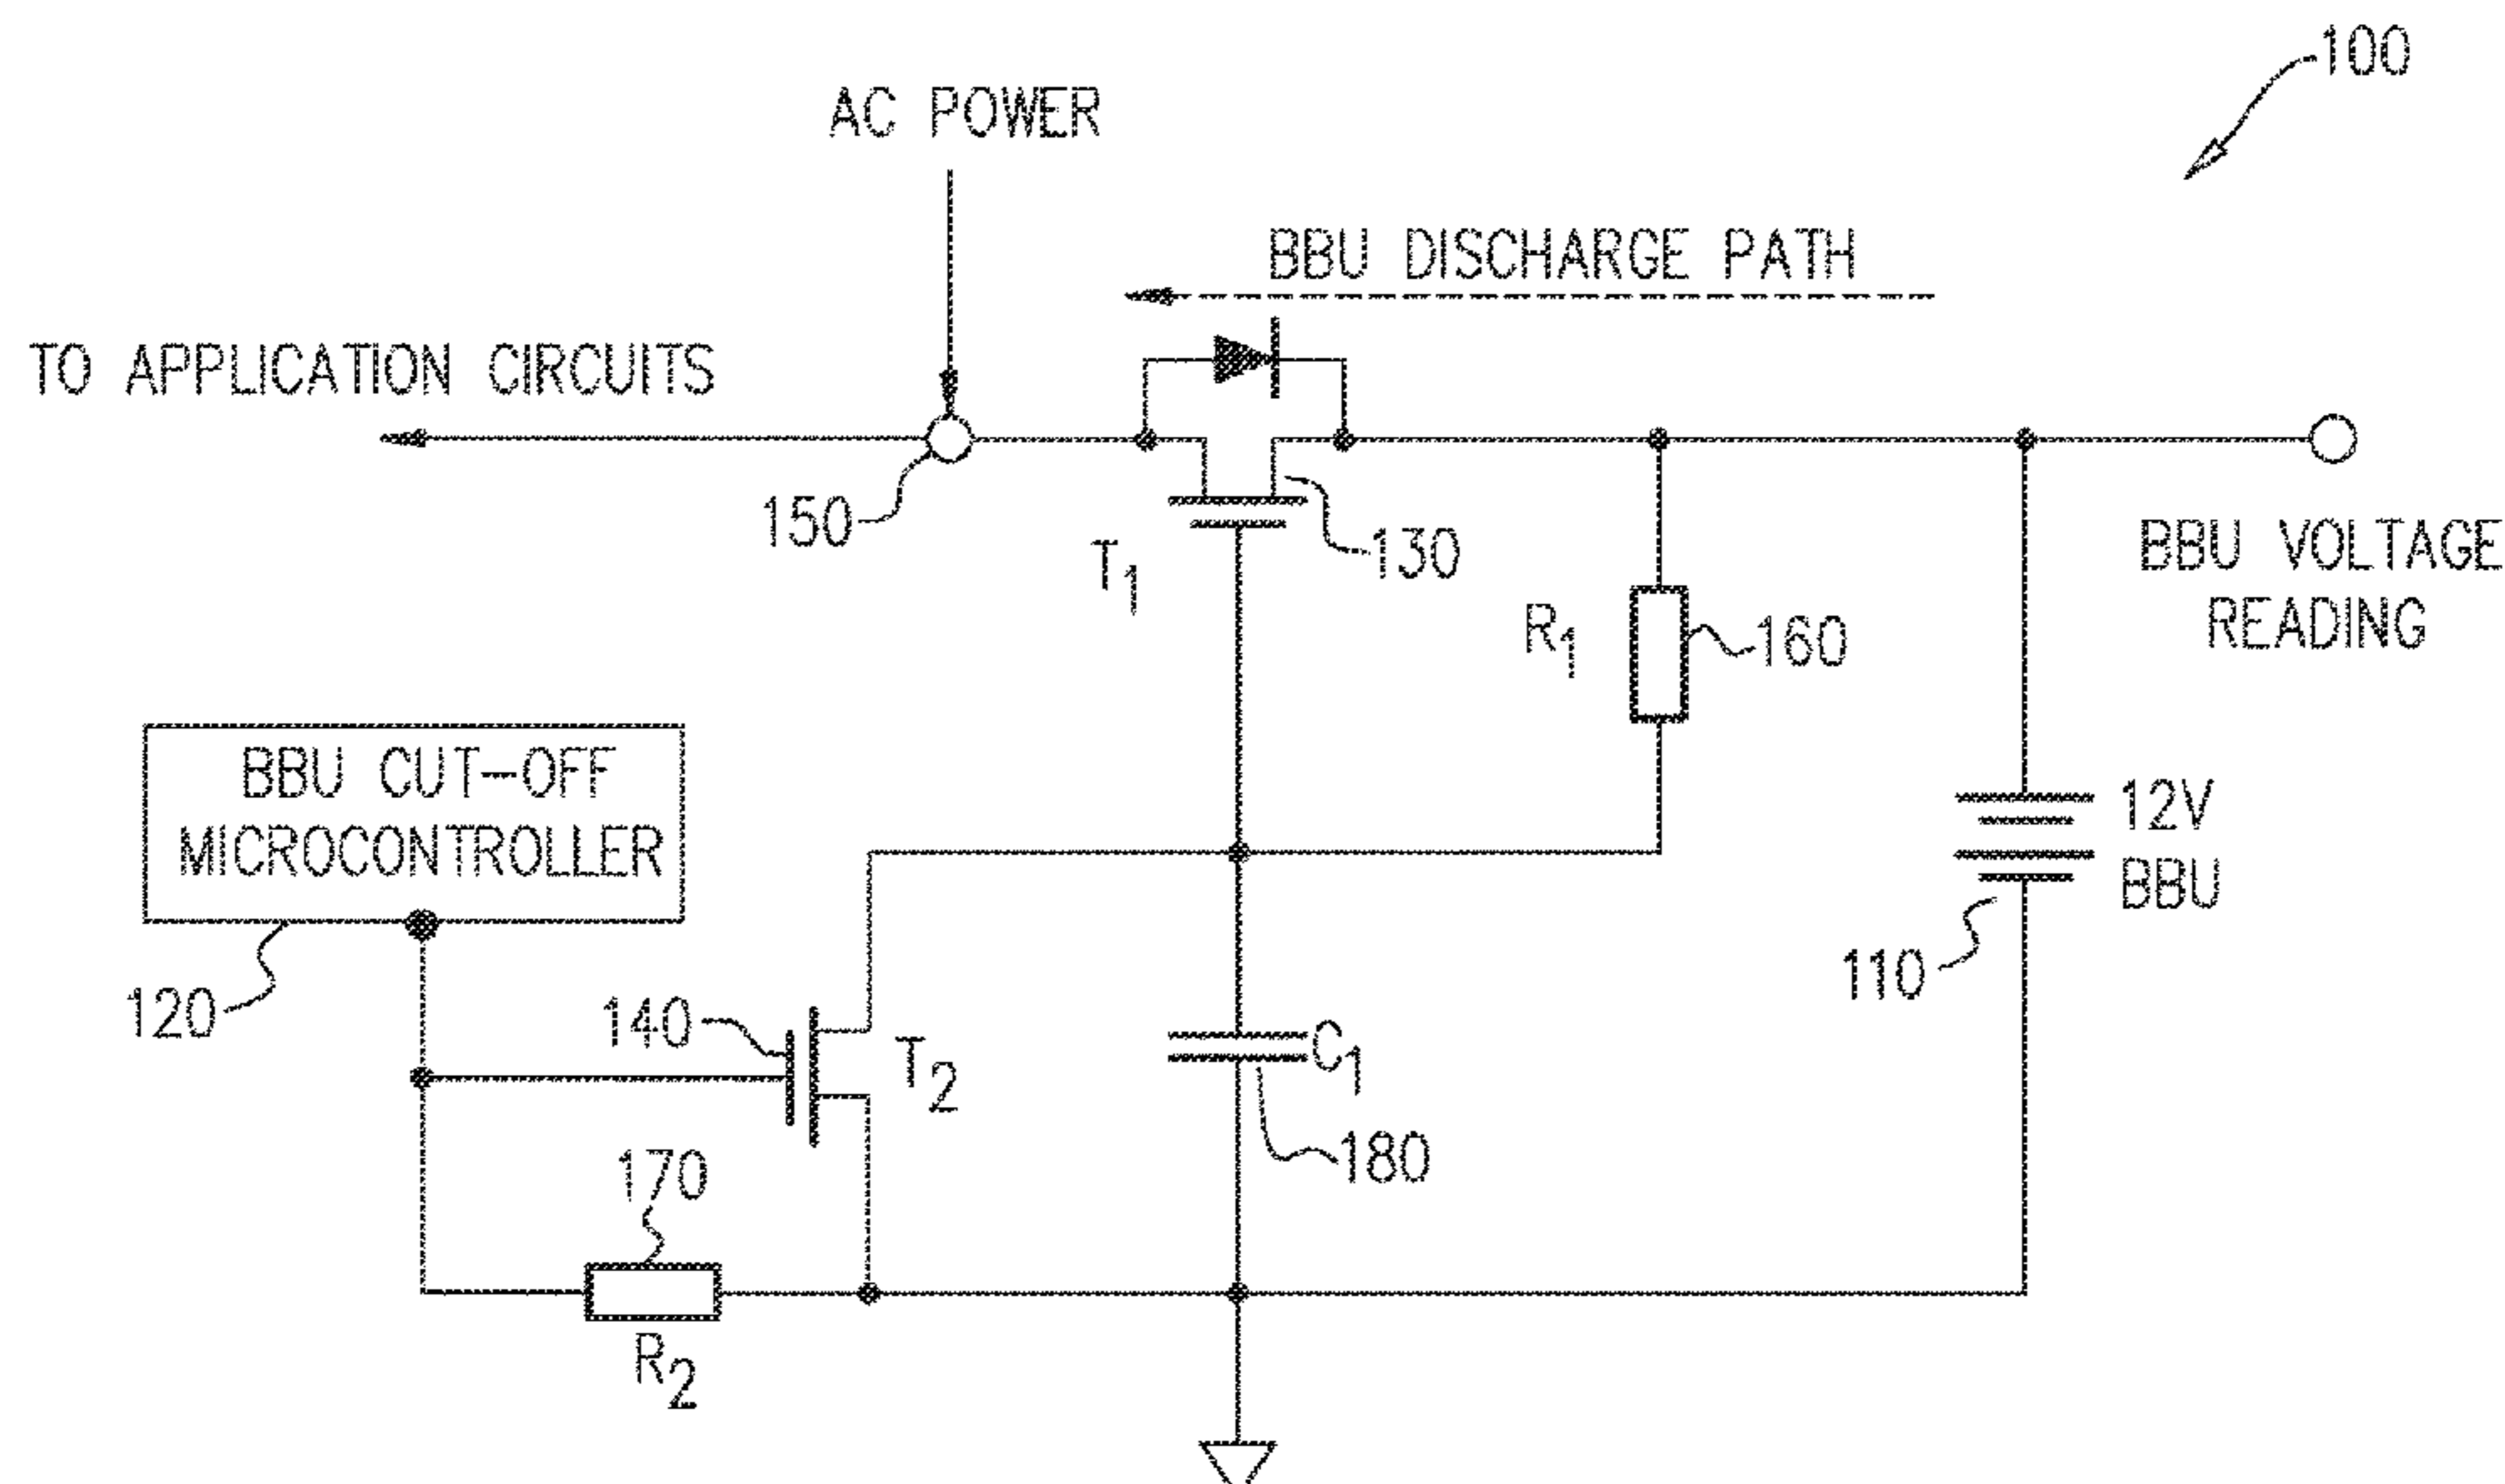 100
AC POWER
BBU DISCHARGE PATH
TO APPLICATION CIRCUITS
150
T1
130
R1
160
BBU VOLTAGE
READING
BBU CUT-OFF
MICROCONTROLLER
120
140
T2
C1
180
110
12V
BBU
170
R2